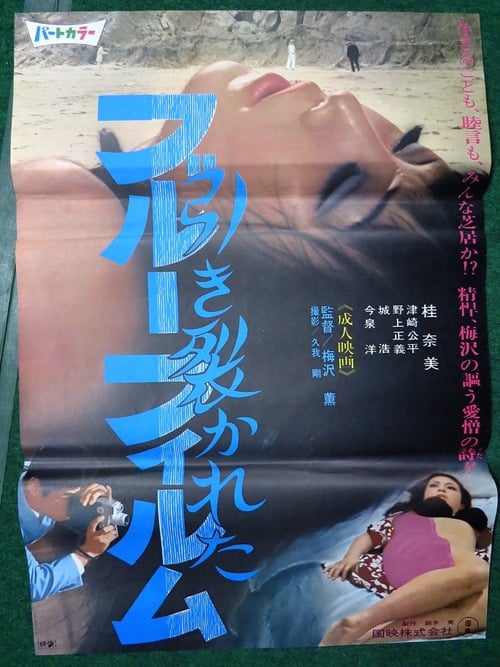 パートカラー
生きることも、睦言も、みんな芝居か!? 精悍、梅沢の謳う愛憎の詩!!
桂 奈美
津崎公平
野上正義
城 浩
今泉 洋
《成人映画》
監督/梅沢 薫
撮影/久我 剛
引き裂かれた
ブルーフィルム
国映株式会社